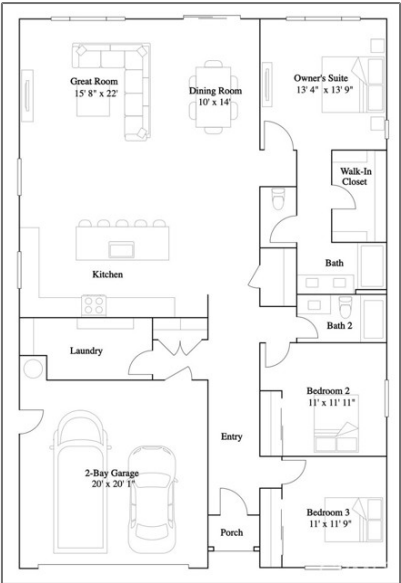 Great Room
15' 8" x 22'
Dining Room
10' x 14'
Owner's Suite
13' 4" x 13' 9"
Walk-In
Closet
Kitchen
Bath
Bath 2
Laundry
Bedroom 2
11' x 11' 11"
2-Bay Garage
20' x 20' 1"
Entry
Porch
Bedroom 3
11' x 11' 9"